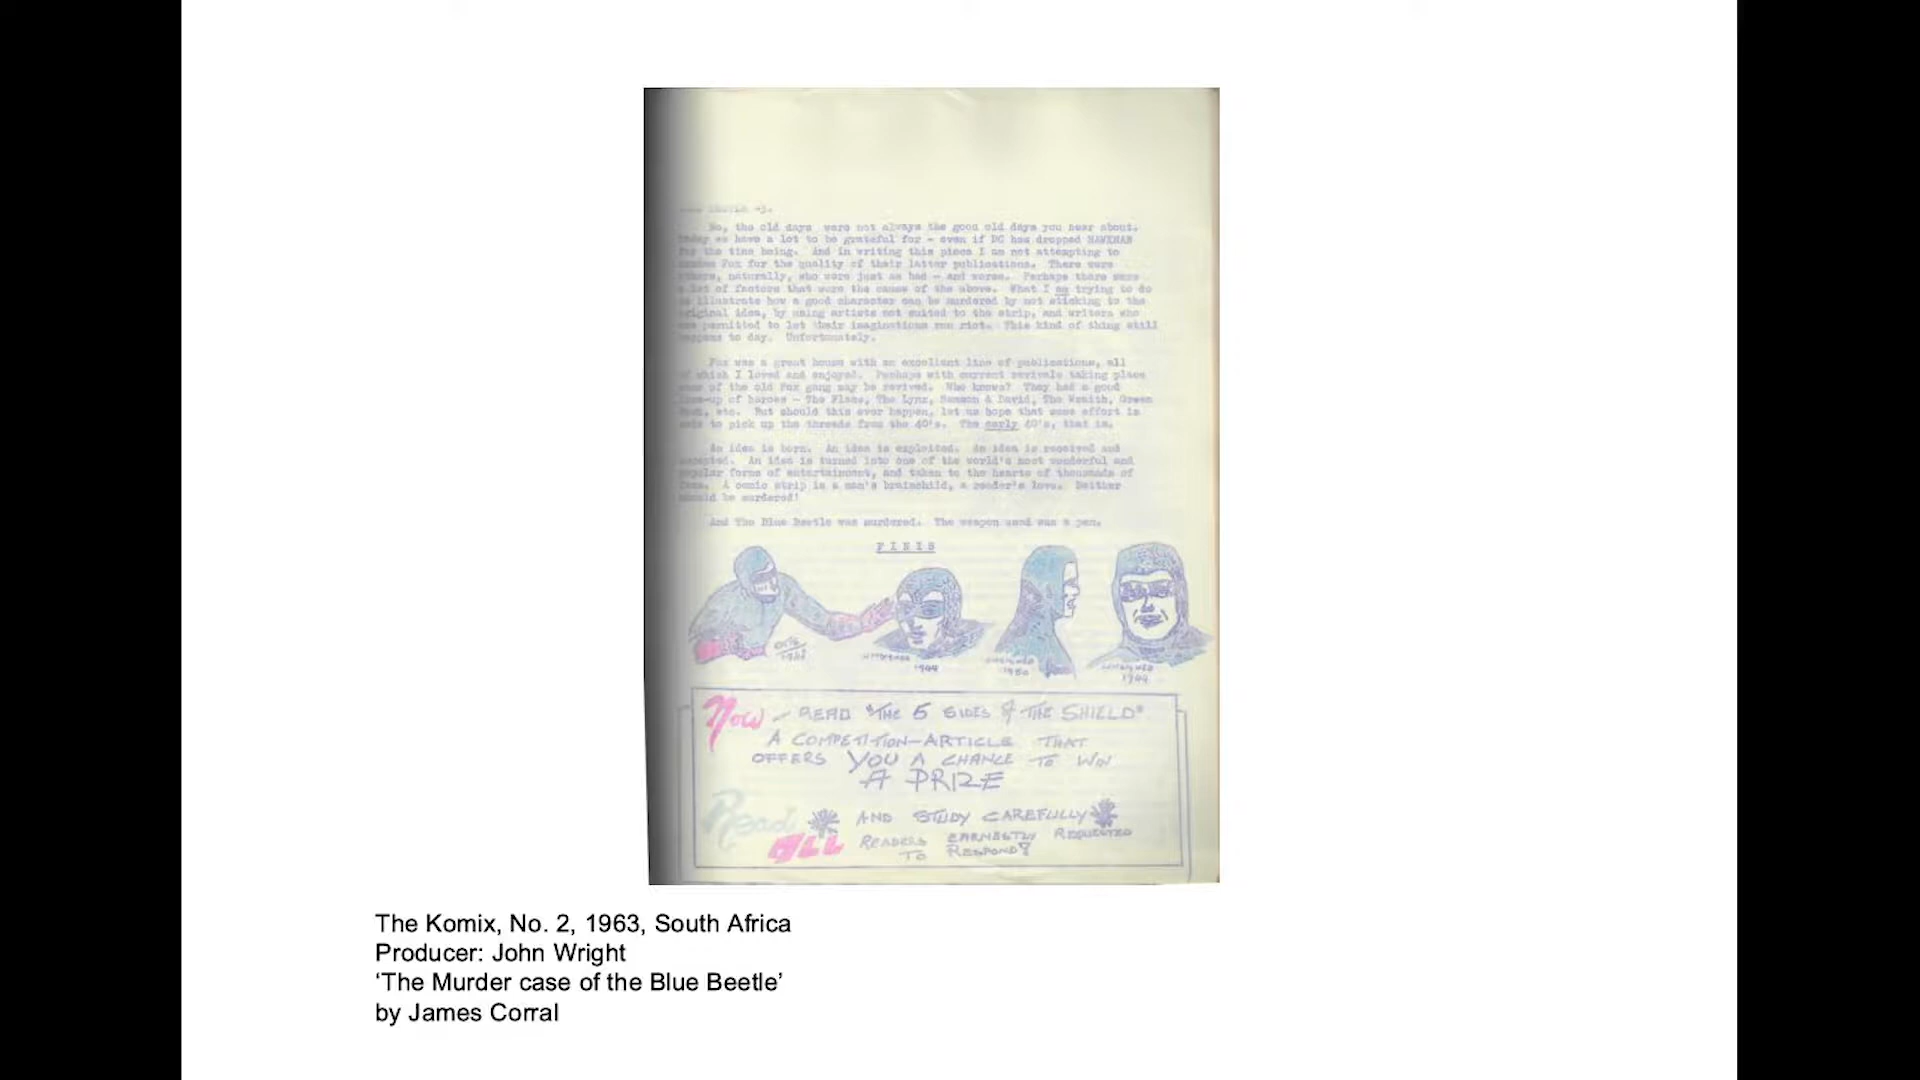 BEETLE -3.
No, the old days were not always the good old days you hear about.
Today we have a lot to be grateful for - even if DC has dropped HAWKMAN
for the time being. And in writing this piece I am not attempting to
Fox for the quality of their latter publications. There were
others, naturally, who were just as bad - and worse. Perhaps there were
a lot of factors that were the cause of the above. What I am trying to do
is illustrate how a good character can be murdered by not sticking to the
original idea, by using artists not suited to the strip, and writers who
are permitted to let their imaginations run riot. This kind of thing still
happens to day. Unfortunately.
Fox was a great house with an excellent line of publications, all
of which I loved and enjoyed. Perhaps with current revivals taking place
some of the old Fox gang may be revived. Who knows? They had a good
line-up of heroes - The Flame, The Lynx, Samson & David, The Wraith, Green
Mask, etc. But should this ever happen, let us hope that some effort is
made to pick up the threads from the 40's. The early 40's, that is.
An idea is born. An idea is exploited. An idea is received and
accepted. An idea is turned into one of the world's most wonderful and
popular forms of entertainment, and taken to the hearts of thousands of
fans. A comic strip is a man's brainchild, a reader's love. Neither
should be murdered!
And The Blue Beetle was murdered. The weapon used was a pen.
FINIS
1944
1950
1944
Now - READ "THE 5 SIDES OF THE SHIELD"
A COMPETITION-ARTICLE THAT
OFFERS YOU A CHANCE TO WIN
A PRIZE
Read AND STUDY CAREFULLY
ALL READERS EARNESTLY REQUESTED
TO RESPOND!
The Komix, No. 2, 1963, South Africa
Producer: John Wright
‘The Murder case of the Blue Beetle’
by James Corral